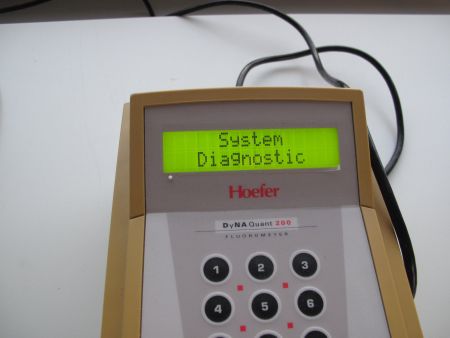 System
Diagnostic
Hoefer
DyNA Quant 200
FLUOROMETER
1 2 3
4 5 6